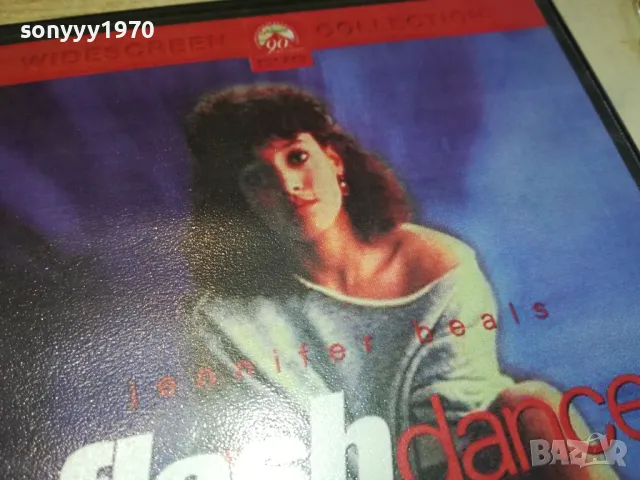 sonyyy1970
WIDESCREEN COLLECTION
90
jennifer beals
flashdance
bazar